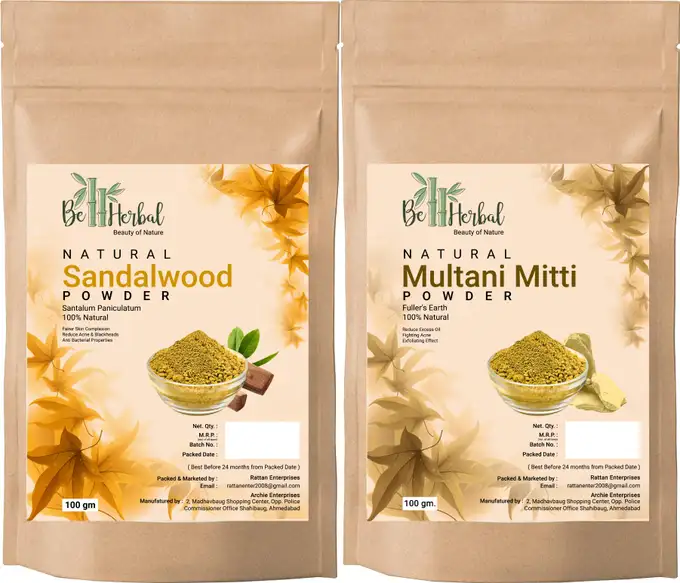 Be Herbal
Beauty of Nature
NATURAL
Sandalwood
POWDER
Santalum Paniculatum
100% Natural
Fairer Skin Complexion
Reduce Acne & Blackheads
Anti Bacterial Properties
Net. Qty. :
M.R.P. :
Batch No. :
Packed Date :
( Best Before 24 months from Packed Date )
Packed & Marketed by : Rattan Enterprises
Email : rattanenter2008@gmail.com
Archie Enterprises
Manufatured by : 2, Madhavbaug Shopping Center, Opp. Police
Commissioner Office Shahibaug, Ahmedabad
100 gm
Be Herbal
Beauty of Nature
NATURAL
Multani Mitti
POWDER
Fuller's Earth
100% Natural
Reduce Excess Oil
Fighting Acne
Exfoliating Effect
Net. Qty. :
M.R.P. :
Batch No. :
Packed Date :
( Best Before 24 months from Packed Date )
Packed & Marketed by : Rattan Enterprises
Email : rattanenter2008@gmail.com
Archie Enterprises
Manufatured by : 2, Madhavbaug Shopping Center, Opp. Police
Commissioner Office Shahibaug, Ahmedabad
100 gm.